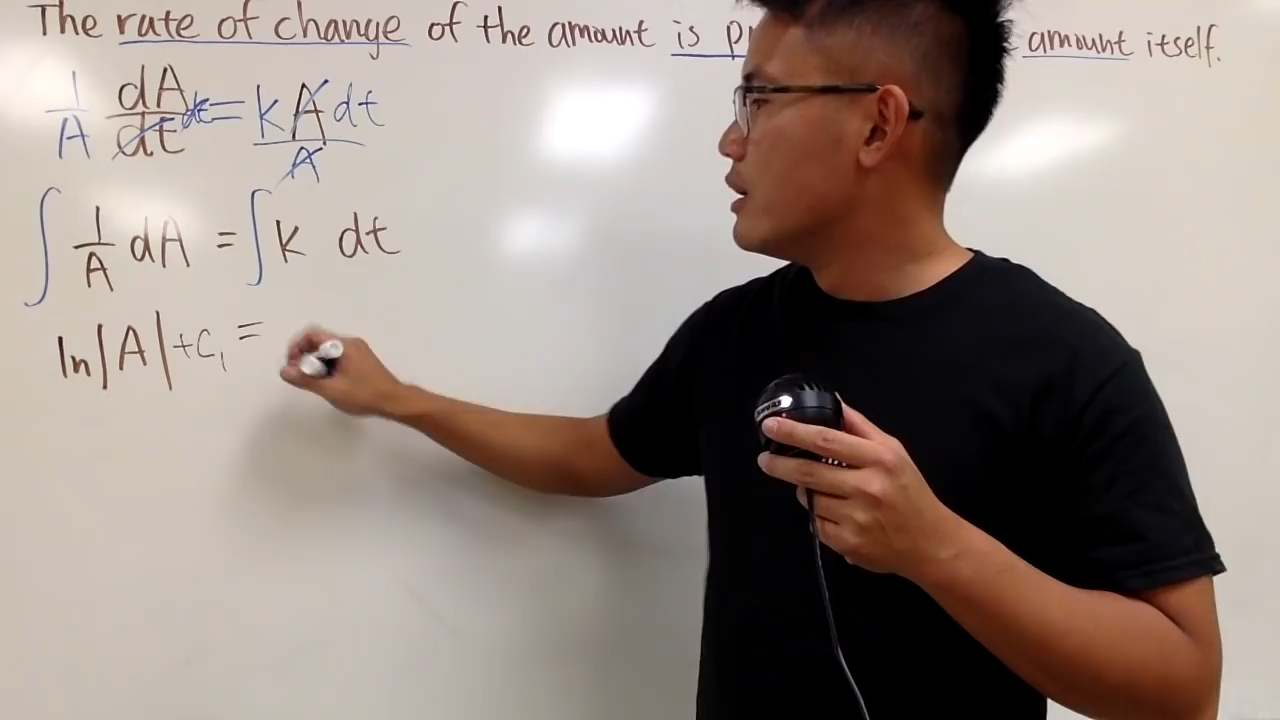 The rate of change of the amount is amount itself.
1/A dA/dt dt = kA dt/A
∫ 1/A dA = ∫ k dt
ln|A| + C₁ =